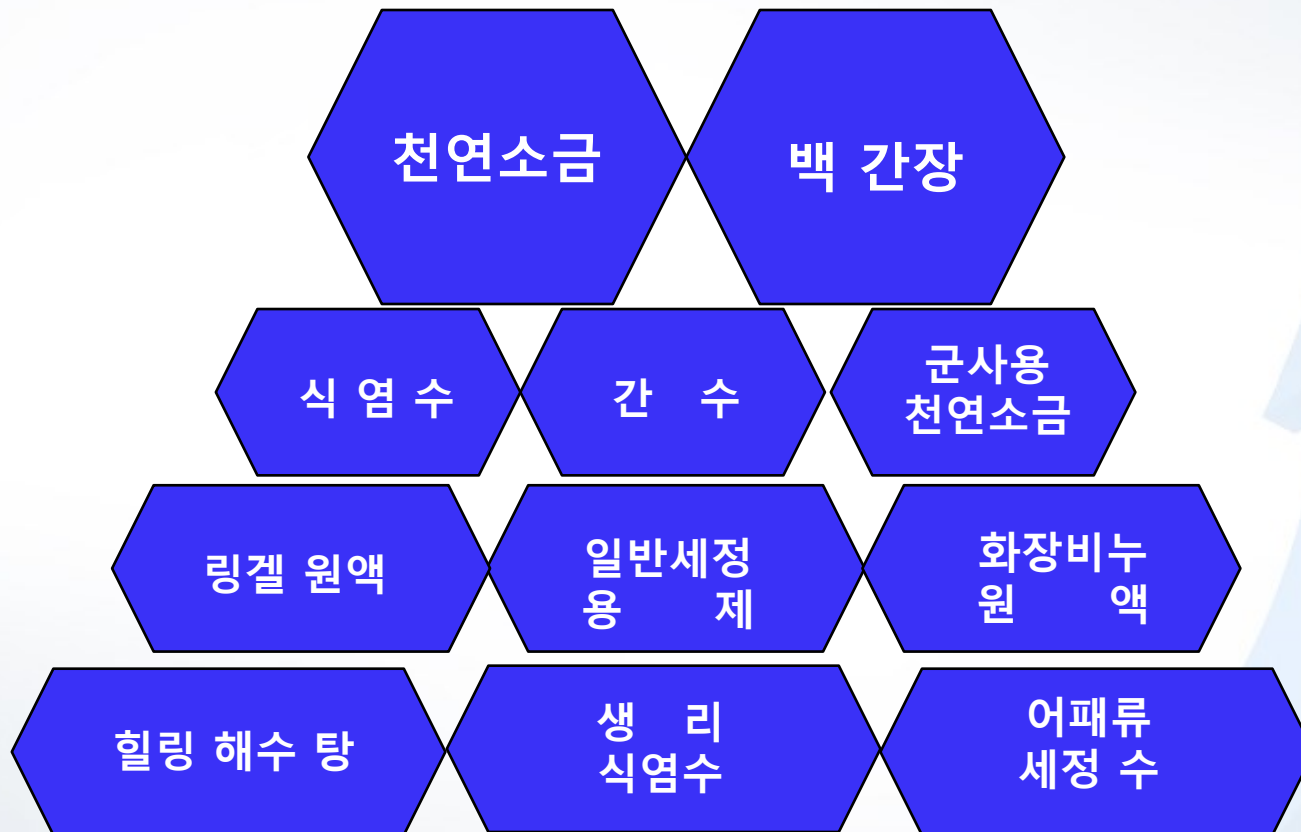 천연소금
백 간장
식 염 수
간 수
군사용
천연소금
링겔 원액
일반세정
용 제
화장비누
원 액
힐링 해수 탕
생 리
식염수
어패류
세정 수